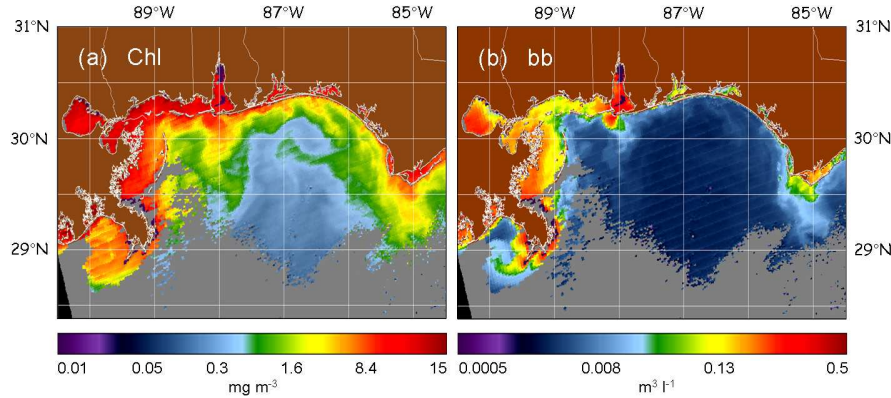 89°W 87°W 85°W 89°W 87°W 85°W
31°N 31°N
(a) Chl (b) bb
30°N 30°N
29°N 29°N
0.01 0.05 0.3 1.6 8.4 15 0.0005 0.008 0.13 0.5
mg m⁻³ m³ l⁻¹